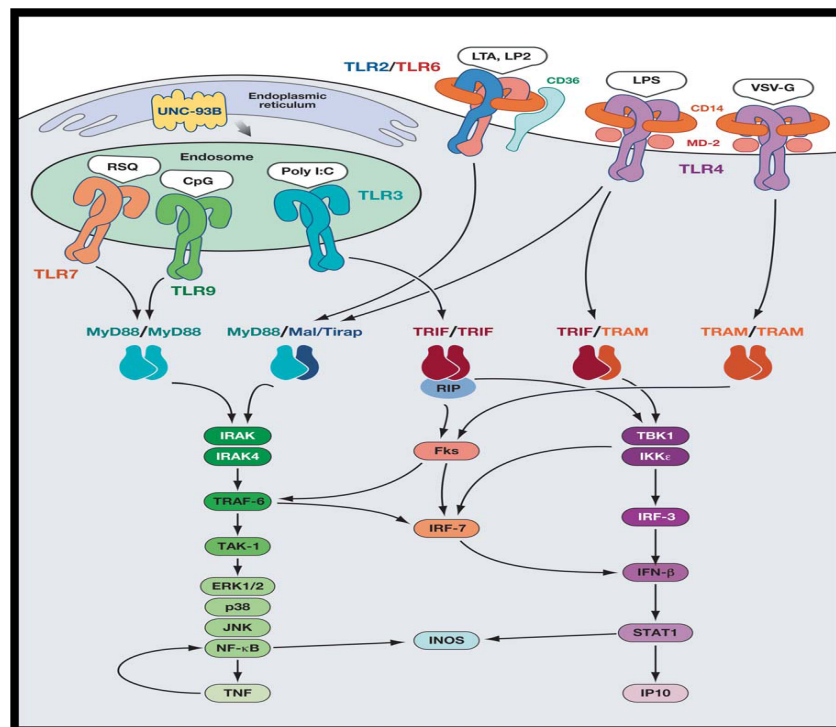 LTA, LP2
TLR2/TLR6
CD36
LPS
VSV-G
CD14
MD-2
TLR4
Endoplasmic
reticulum
UNC-93B
Endosome
RSQ
CpG
Poly I:C
TLR3
TLR7
TLR9
MyD88/MyD88
MyD88/Mal/Tirap
TRIF/TRIF
TRIF/TRAM
TRAM/TRAM
RIP
IRAK
IRAK4
Fks
TBK1
IKKε
TRAF-6
IRF-7
IRF-3
TAK-1
IFN-β
ERK1/2
p38
JNK
NF-κB
INOS
STAT1
TNF
IP10